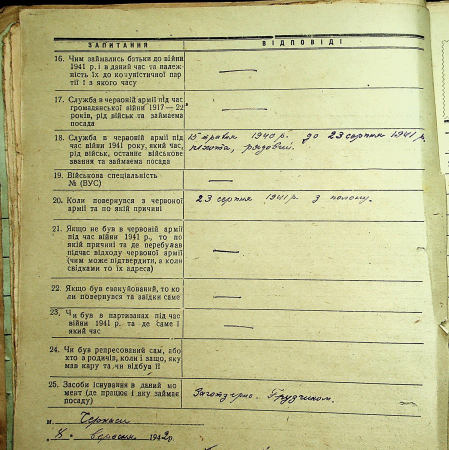 ЗАПИТАННЯ ВІДПОВІДІ
16. Чим займались батьки до війни
1941 р. і в даний час та належ-
ність їх до комуністичної пар
тії і з якого часу
17. Служба в червоній армії під час
громадянської війни 1917—22
років, рід військ та займаєма
посада
18. Служба в червоній армії під
час війни 1941 року, який час,
рід військ, останнє військове
звання та займаєма посада
15 травня 1940 р. до 23 серпня 1941 р.
піхота, рядовий.
19. Військова спеціальність
№ (ВУС)
20. Коли повернувся з червоної
армії та по якій причині
23 серпня 1941 р. з полону.
21. Якщо не був в червоній армії
під час війни 1941 р., то по
якій причині та де перебував
підчас відходу червоної армії
(чим може підтвердити, а коли
свідками то їх адреса)
22. Якщо був евакуйований, то ко
ли повернувся та звідки саме
23. Чи був в партизанах під час
війни 1941 р. та де саме і
який час
24. Чи був репресований сам, або
хто з родичів, коли і защо, яку
мав кару та чи відбув її
25. Засоби існування в даний мо
мент (де працює і яку займає
посаду)
Заготзерно. Грузчиком.
м. Черкаси
"8" вересня 1942 р.